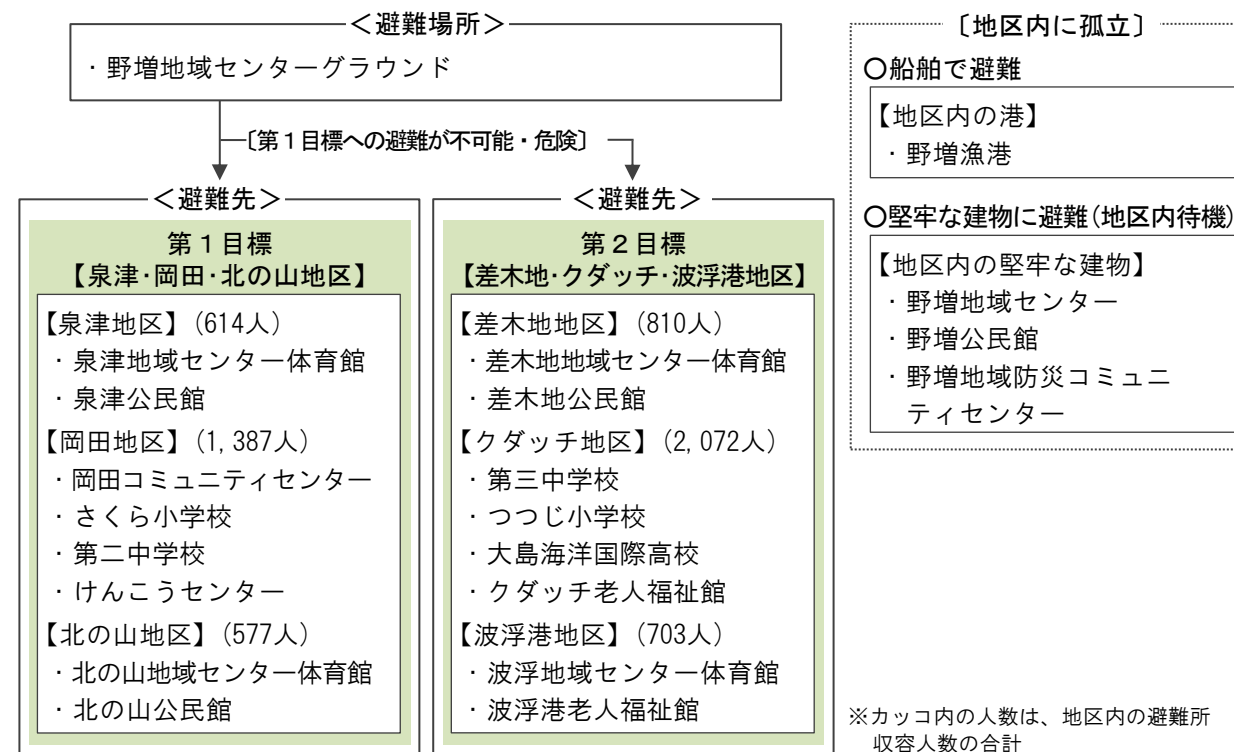 ＜避難場所＞
・野増地域センターグラウンド
〔第１目標への避難が不可能・危険〕
＜避難先＞
第１目標
【泉津・岡田・北の山地区】
【泉津地区】(614人)
・泉津地域センター体育館
・泉津公民館
【岡田地区】(1,387人)
・岡田コミュニティセンター
・さくら小学校
・第二中学校
・けんこうセンター
【北の山地区】(577人)
・北の山地域センター体育館
・北の山公民館
＜避難先＞
第２目標
【差木地・クダッチ・波浮港地区】
【差木地地区】(810人)
・差木地地域センター体育館
・差木地公民館
【クダッチ地区】(2,072人)
・第三中学校
・つつじ小学校
・大島海洋国際高校
・クダッチ老人福祉館
【波浮港地区】(703人)
・波浮地域センター体育館
・波浮港老人福祉館
〔地区内に孤立〕
○船舶で避難
【地区内の港】
・野増漁港
○堅牢な建物に避難(地区内待機)
【地区内の堅牢な建物】
・野増地域センター
・野増公民館
・野増地域防災コミュニ
ティセンター
※カッコ内の人数は、地区内の避難所
収容人数の合計